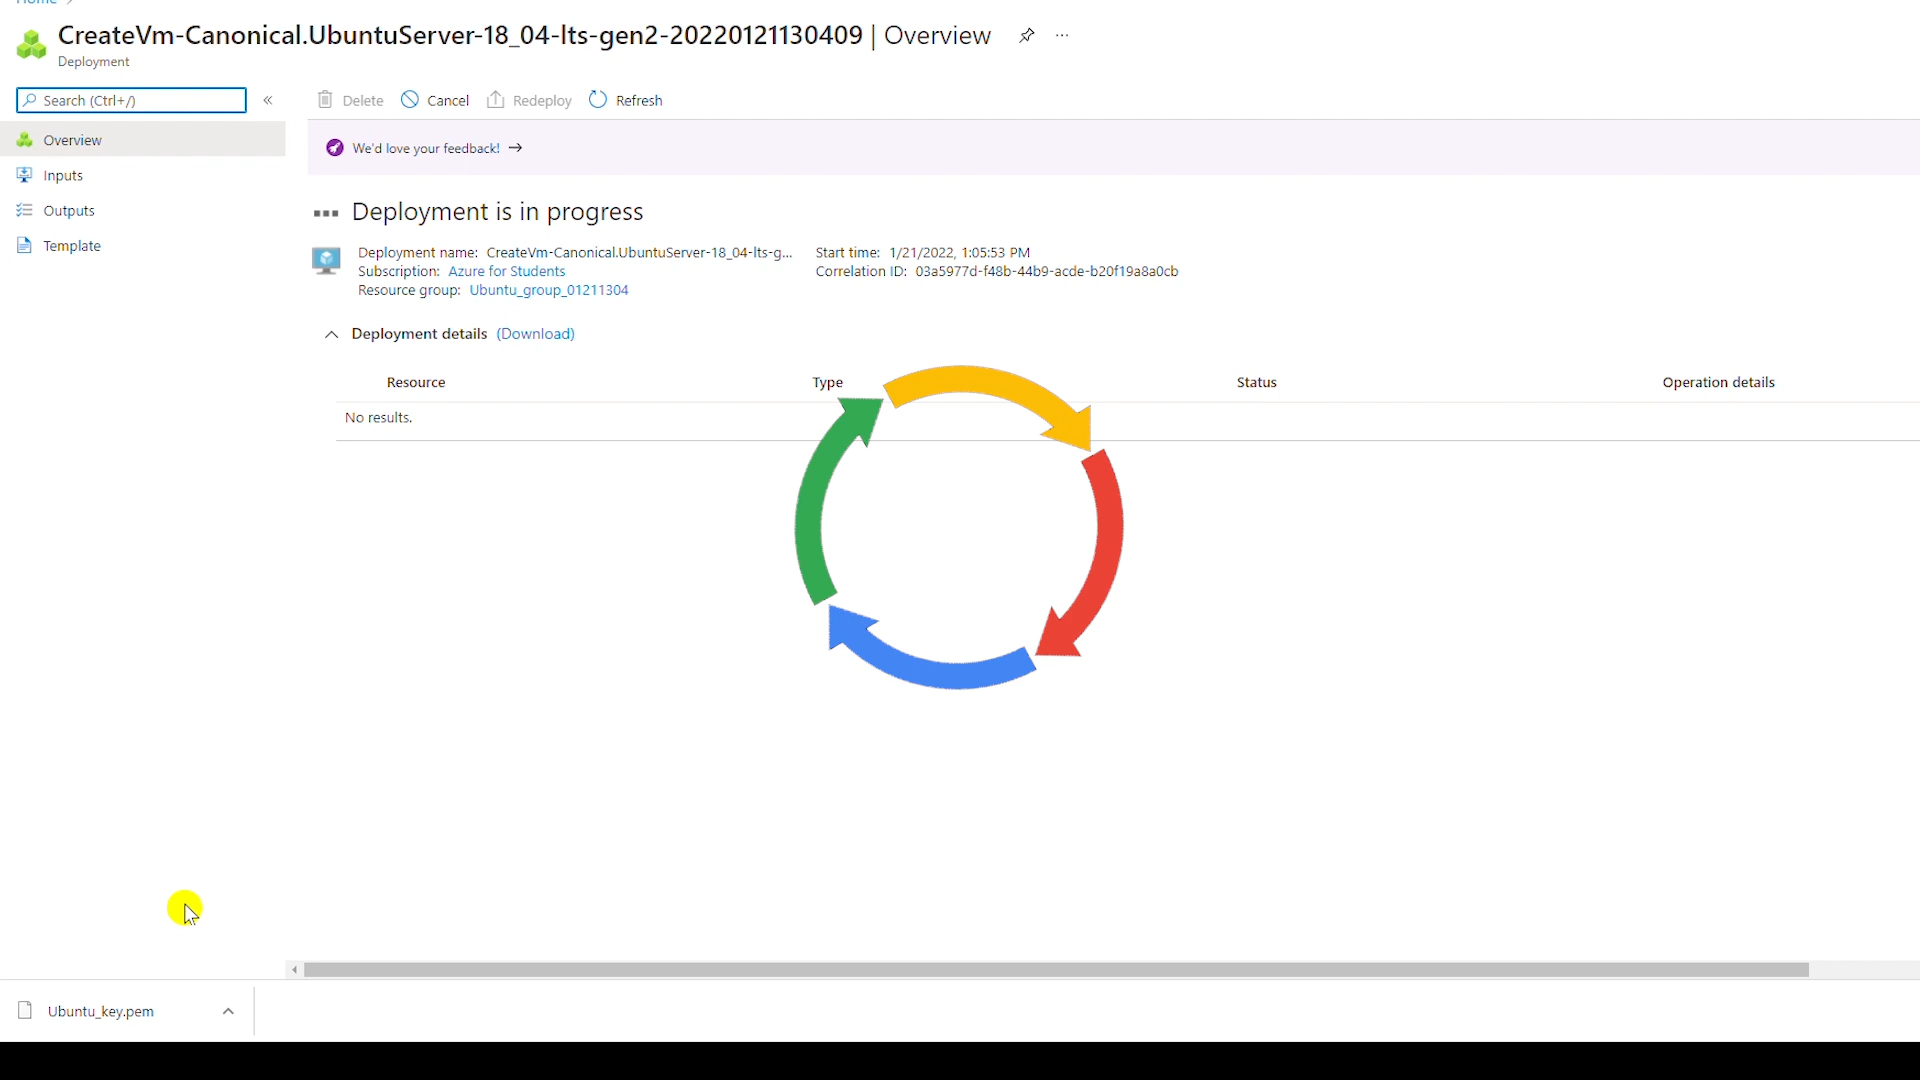 Home
CreateVm-Canonical.UbuntuServer-18_04-lts-gen2-20220121130409 | Overview
Deployment
Search (Ctrl+/)
Delete
Cancel
Redeploy
Refresh
Overview
Inputs
Outputs
Template
We'd love your feedback!
Deployment is in progress
Deployment name: CreateVm-Canonical.UbuntuServer-18_04-lts-g...
Subscription: Azure for Students
Resource group: Ubuntu_group_01211304
Start time: 1/21/2022, 1:05:53 PM
Correlation ID: 03a5977d-f48b-44b9-acde-b20f19a8a0cb
Deployment details (Download)
Resource
Type
Status
Operation details
No results.
Ubuntu_key.pem